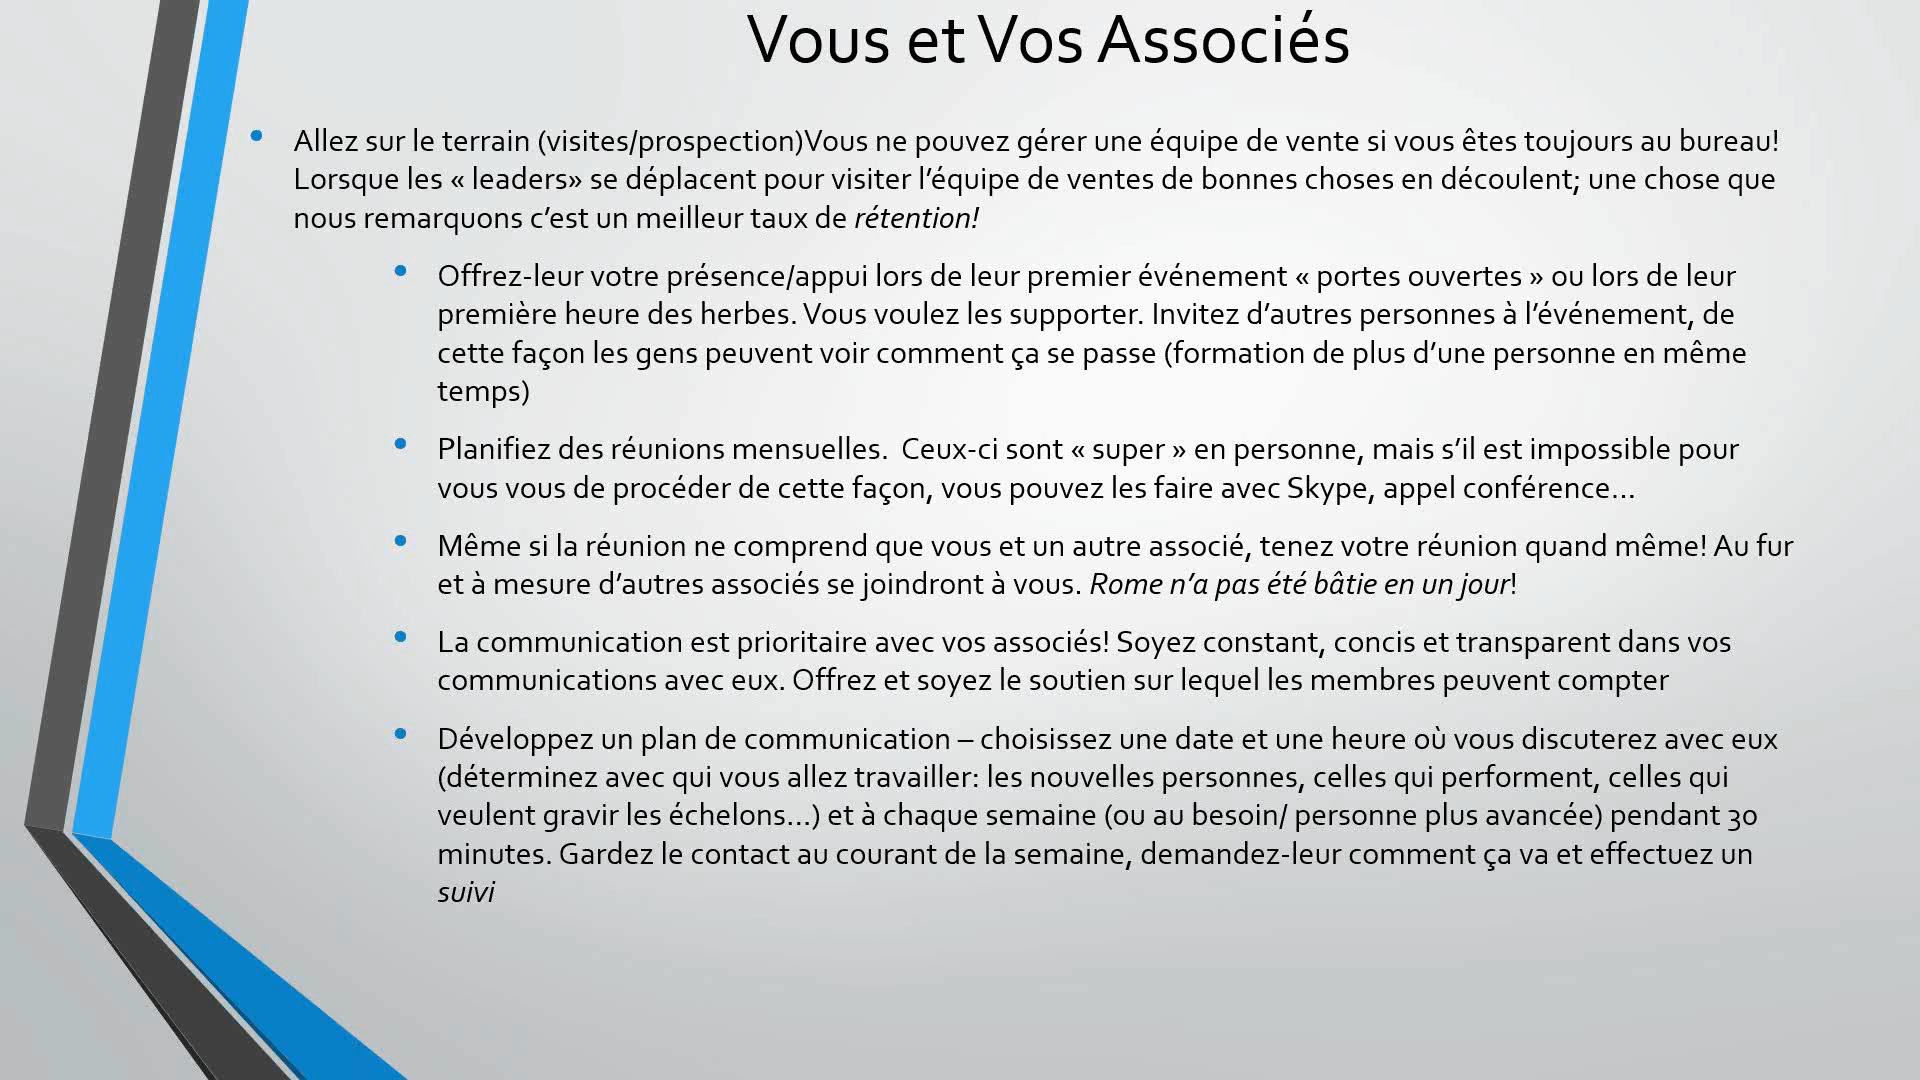 Vous et Vos Associés
• Allez sur le terrain (visites/prospection)Vous ne pouvez gérer une équipe de vente si vous êtes toujours au bureau!
Lorsque les « leaders» se déplacent pour visiter l’équipe de ventes de bonnes choses en découlent; une chose que
nous remarquons c’est un meilleur taux de rétention!
• Offrez-leur votre présence/appui lors de leur premier événement « portes ouvertes » ou lors de leur
première heure des herbes. Vous voulez les supporter. Invitez d’autres personnes à l’événement, de
cette façon les gens peuvent voir comment ça se passe (formation de plus d’une personne en même
temps)
• Planifiez des réunions mensuelles.  Ceux-ci sont « super » en personne, mais s’il est impossible pour
vous vous de procéder de cette façon, vous pouvez les faire avec Skype, appel conférence…
• Même si la réunion ne comprend que vous et un autre associé, tenez votre réunion quand même! Au fur
et à mesure d’autres associés se joindront à vous. Rome n’a pas été bâtie en un jour!
• La communication est prioritaire avec vos associés! Soyez constant, concis et transparent dans vos
communications avec eux. Offrez et soyez le soutien sur lequel les membres peuvent compter
• Développez un plan de communication – choisissez une date et une heure où vous discuterez avec eux
(déterminez avec qui vous allez travailler: les nouvelles personnes, celles qui performent, celles qui
veulent gravir les échelons…) et à chaque semaine (ou au besoin/ personne plus avancée) pendant 30
minutes. Gardez le contact au courant de la semaine, demandez-leur comment ça va et effectuez un
suivi